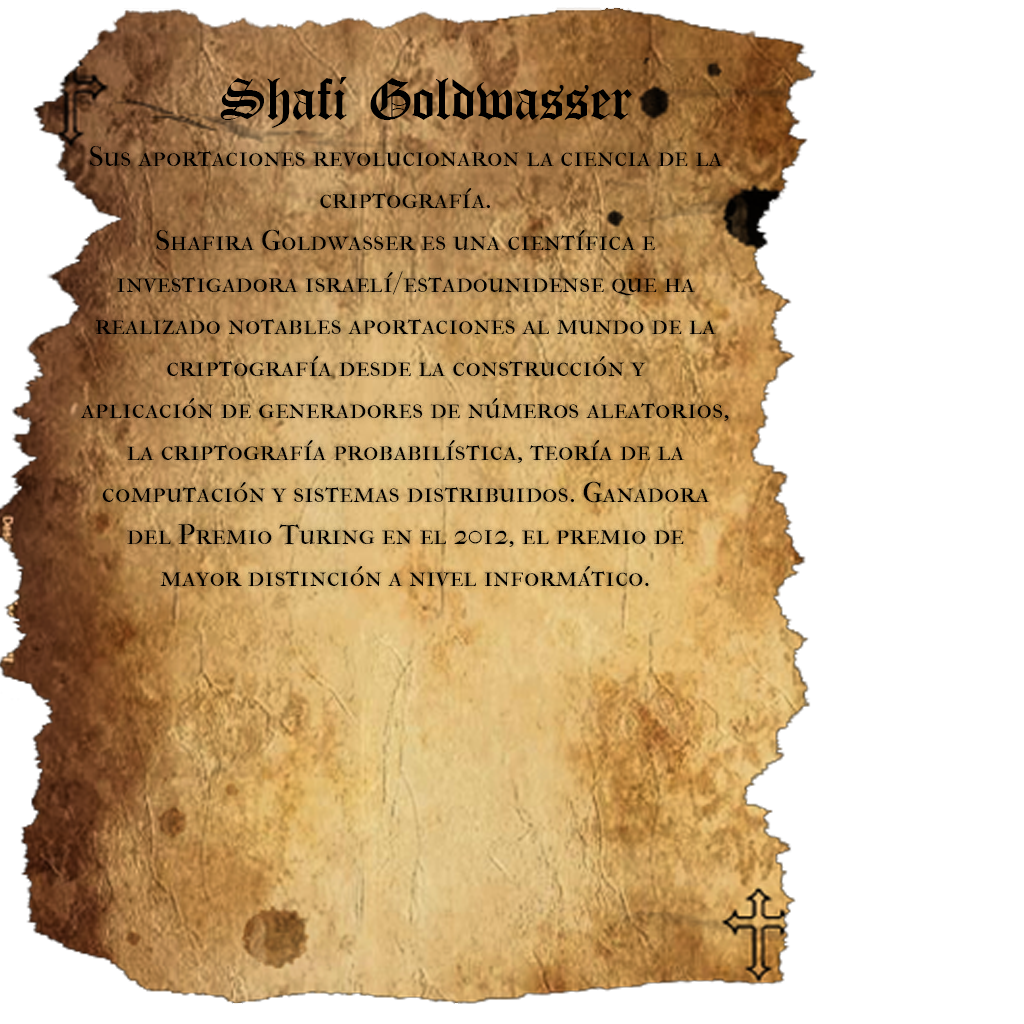 Shafi Goldwasser
Sus aportaciones revolucionaron la ciencia de la
criptografía.
Shafira Goldwasser es una científica e
investigadora israelí/estadounidense que ha
realizado notables aportaciones al mundo de la
criptografía desde la construcción y
aplicación de generadores de números aleatorios,
la criptografía probabilística, teoría de la
computación y sistemas distribuidos. Ganadora
del Premio Turing en el 2012, el premio de
mayor distinción a nivel informático.